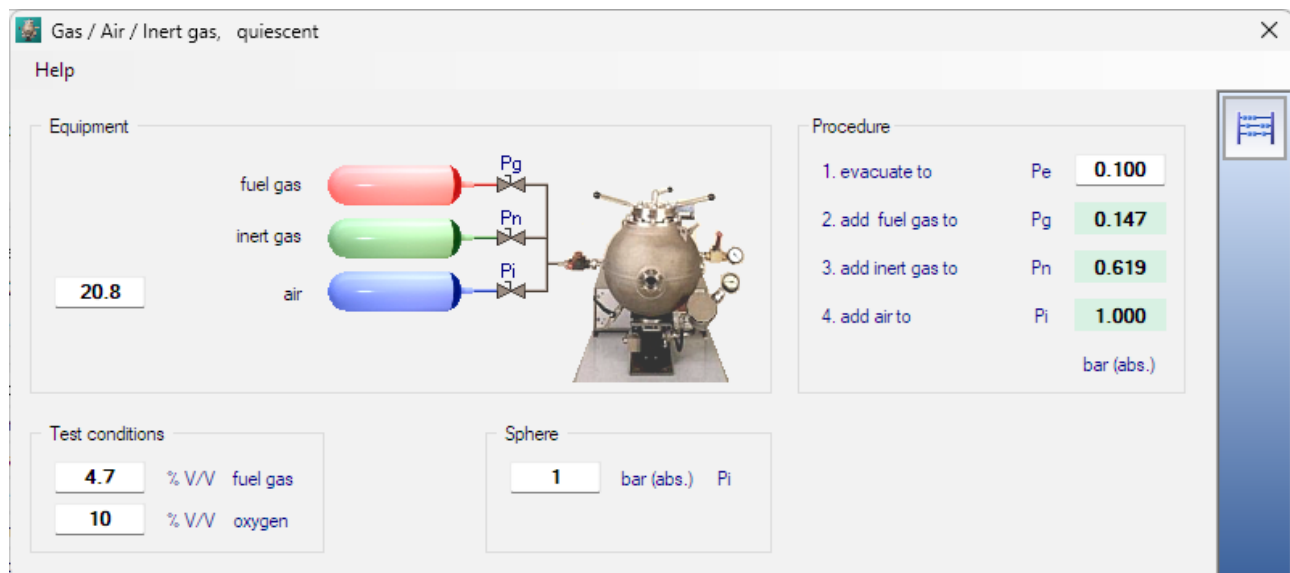 Gas / Air / Inert gas, quiescent
Help
Equipment
fuel gas
Pg
inert gas
Pn
20.8
air
Pi
Procedure
1. evacuate to Pe 0.100
2. add fuel gas to Pg 0.147
3. add inert gas to Pn 0.619
4. add air to Pi 1.000
bar (abs.)
Test conditions
4.7 % V/V fuel gas
10 % V/V oxygen
Sphere
1 bar (abs.) Pi